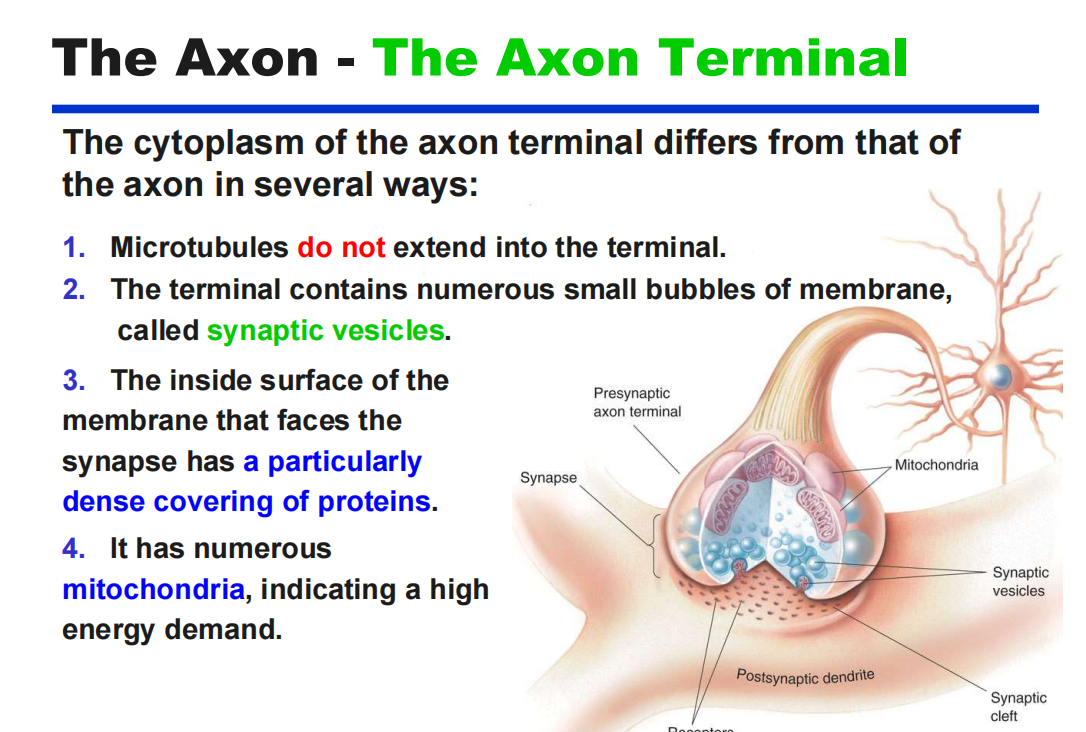 The Axon - The Axon Terminal
The cytoplasm of the axon terminal differs from that of
the axon in several ways:
1. Microtubules do not extend into the terminal.
2. The terminal contains numerous small bubbles of membrane,
called synaptic vesicles.
3. The inside surface of the
membrane that faces the
synapse has a particularly
dense covering of proteins.
4. It has numerous
mitochondria, indicating a high
energy demand.
Presynaptic
axon terminal
Synapse
Mitochondria
Synaptic
vesicles
Postsynaptic dendrite
Synaptic
cleft
Receptors